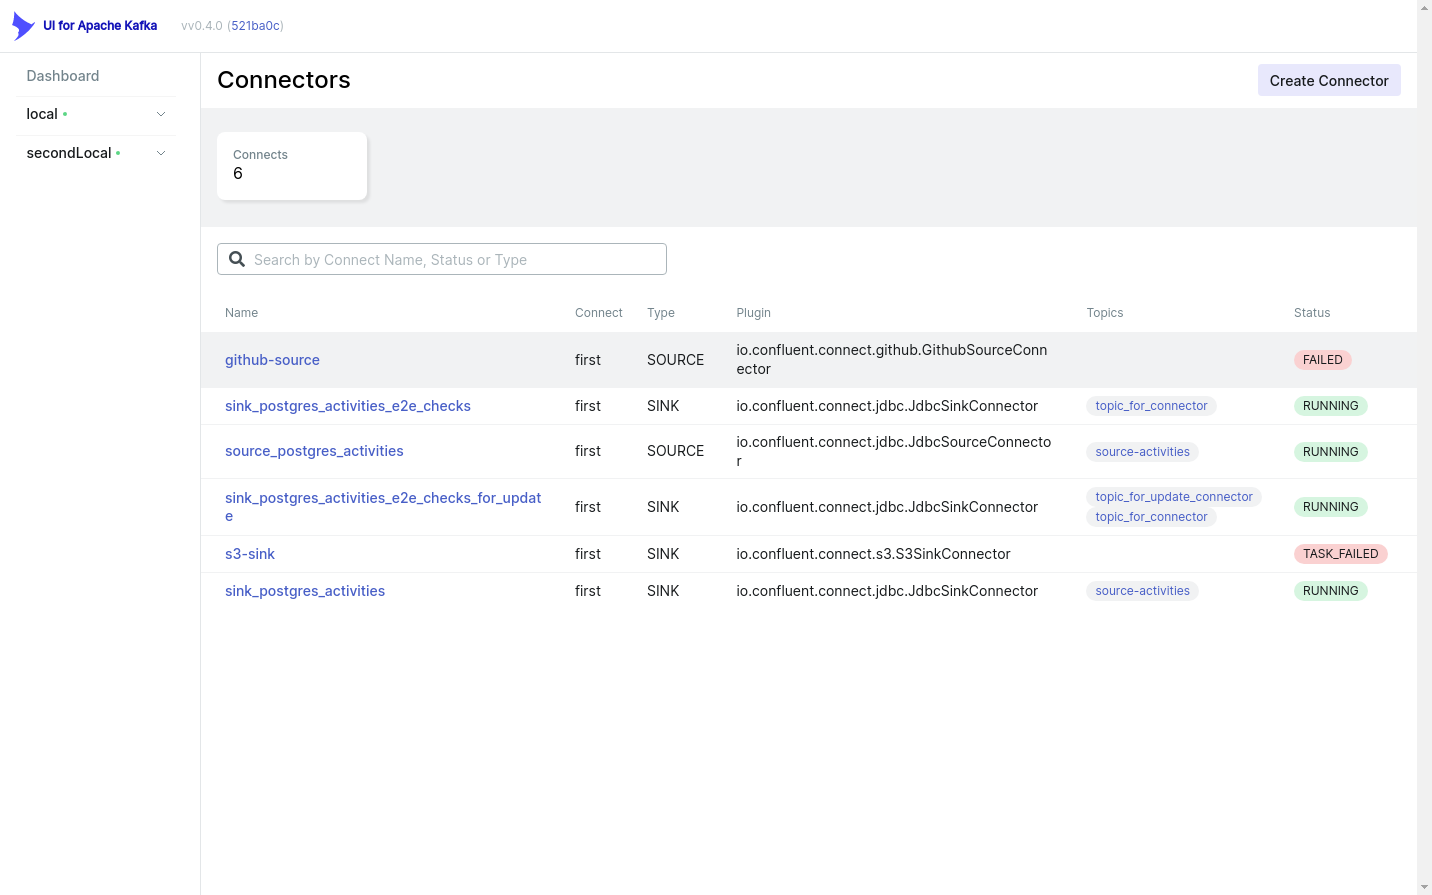 UI for Apache Kafka vv0.4.0 (521ba0c)
Dashboard
local
secondLocal
Connectors
Create Connector
Connects
6
Search by Connect Name, Status or Type
Name Connect Type Plugin Topics Status
github-source first SOURCE io.confluent.connect.github.GithubSourceConn
ector FAILED
sink_postgres_activities_e2e_checks first SINK io.confluent.connect.jdbc.JdbcSinkConnector topic_for_connector RUNNING
source_postgres_activities first SOURCE io.confluent.connect.jdbc.JdbcSourceConnecto
r source-activities RUNNING
sink_postgres_activities_e2e_checks_for_updat
e first SINK io.confluent.connect.jdbc.JdbcSinkConnector topic_for_update_connector
topic_for_connector RUNNING
s3-sink first SINK io.confluent.connect.s3.S3SinkConnector TASK_FAILED
sink_postgres_activities first SINK io.confluent.connect.jdbc.JdbcSinkConnector source-activities RUNNING